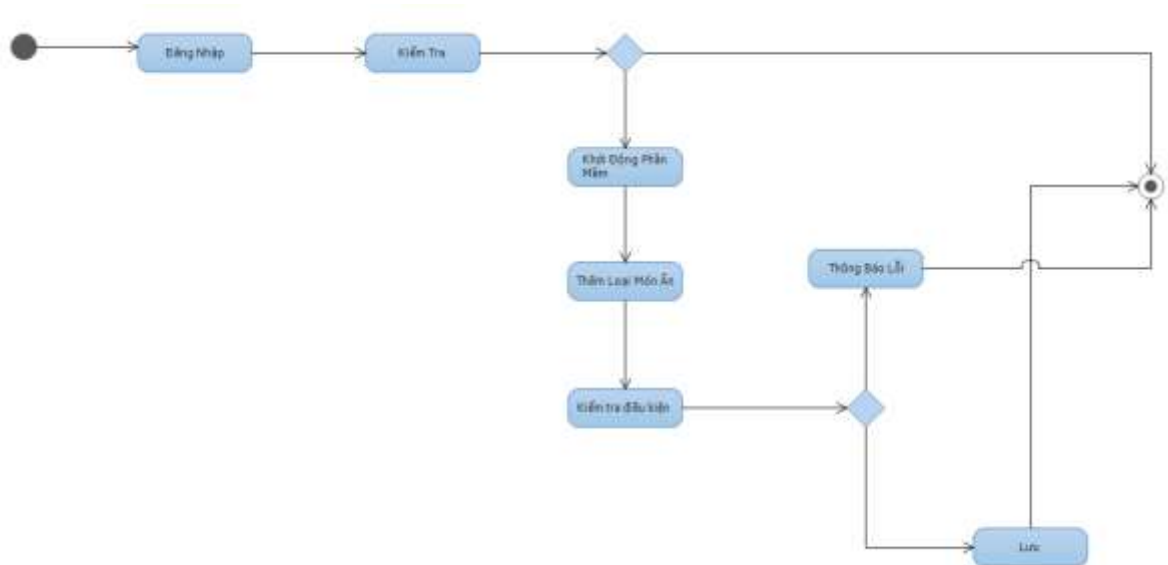 Đăng Nhập
Kiểm Tra
Khởi Động Phần
Mềm
Thêm Loại Món Ăn
Thông Báo Lỗi
Kiểm tra điều kiện
Lưu